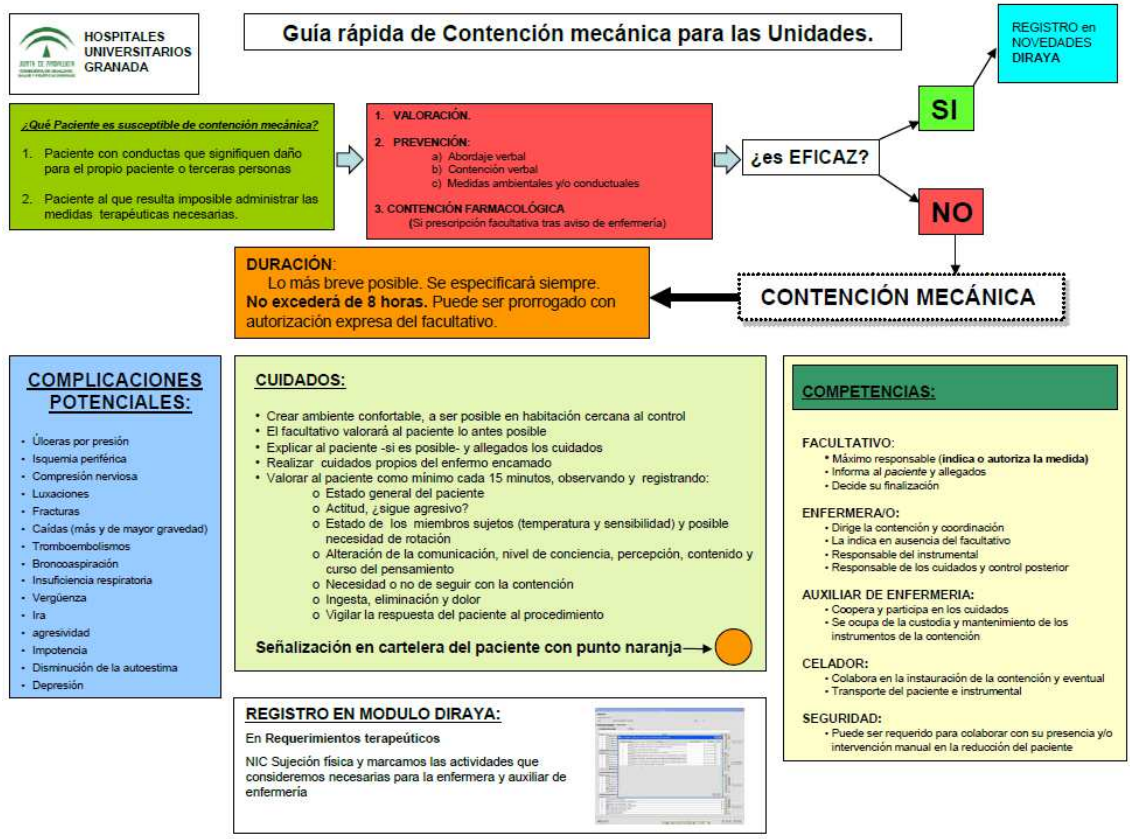 HOSPITALES
UNIVERSITARIOS
GRANADA
JUNTA DE ANDALUCIA
Guía rápida de Contención mecánica para las Unidades.
REGISTRO en
NOVEDADES
DIRAYA
¿Qué Paciente es susceptible de contención mecánica?
1. Paciente con conductas que signifiquen daño
para el propio paciente o terceras personas
2. Paciente al que resulta imposible administrar las
medidas terapéuticas necesarias.
1. VALORACIÓN.
2. PREVENCIÓN:
a) Abordaje verbal
b) Contención verbal
c) Medidas ambientales y/o conductuales
3. CONTENCIÓN FARMACOLÓGICA
(Si prescripción facultativa tras aviso de enfermería)
¿es EFICAZ?
SI
NO
CONTENCIÓN MECÁNICA
DURACIÓN:
Lo más breve posible. Se especificará siempre.
No excederá de 8 horas. Puede ser prorrogado con
autorización expresa del facultativo.
COMPLICACIONES
POTENCIALES:
• Úlceras por presión
• Isquemia periférica
• Compresión nerviosa
• Luxaciones
• Fracturas
• Caídas (más y de mayor gravedad)
• Tromboembolismos
• Broncoaspiración
• Insuficiencia respiratoria
• Vergüenza
• Ira
• agresividad
• Impotencia
• Disminución de la autoestima
• Depresión
CUIDADOS:
• Crear ambiente confortable, a ser posible en habitación cercana al control
• El facultativo valorará al paciente lo antes posible
• Explicar al paciente -si es posible- y allegados los cuidados
• Realizar cuidados propios del enfermo encamado
• Valorar al paciente como mínimo cada 15 minutos, observando y registrando:
o Estado general del paciente
o Actitud, ¿sigue agresivo?
o Estado de los miembros sujetos (temperatura y sensibilidad) y posible
necesidad de rotación
o Alteración de la comunicación, nivel de conciencia, percepción, contenido y
curso del pensamiento
o Necesidad o no de seguir con la contención
o Ingesta, eliminación y dolor
o Vigilar la respuesta del paciente al procedimiento
Señalización en cartelera del paciente con punto naranja
REGISTRO EN MODULO DIRAYA:
En Requerimientos terapéuticos
NIC Sujeción física y marcamos las actividades que
consideremos necesarias para la enfermera y auxiliar de
enfermería
COMPETENCIAS:
FACULTATIVO:
• Máximo responsable (indica o autoriza la medida)
• Informa al paciente y allegados
• Decide su finalización
ENFERMERA/O:
• Dirige la contención y coordinación
• La indica en ausencia del facultativo
• Responsable del instrumental
• Responsable de los cuidados y control posterior
AUXILIAR DE ENFERMERIA:
• Coopera y participa en los cuidados
• Se ocupa de la custodia y mantenimiento de los
instrumentos de la contención
CELADOR:
• Colabora en la instauración de la contención y eventual
• Transporte del paciente e instrumental
SEGURIDAD:
• Puede ser requerido para colaborar con su presencia y/o
intervención manual en la reducción del paciente